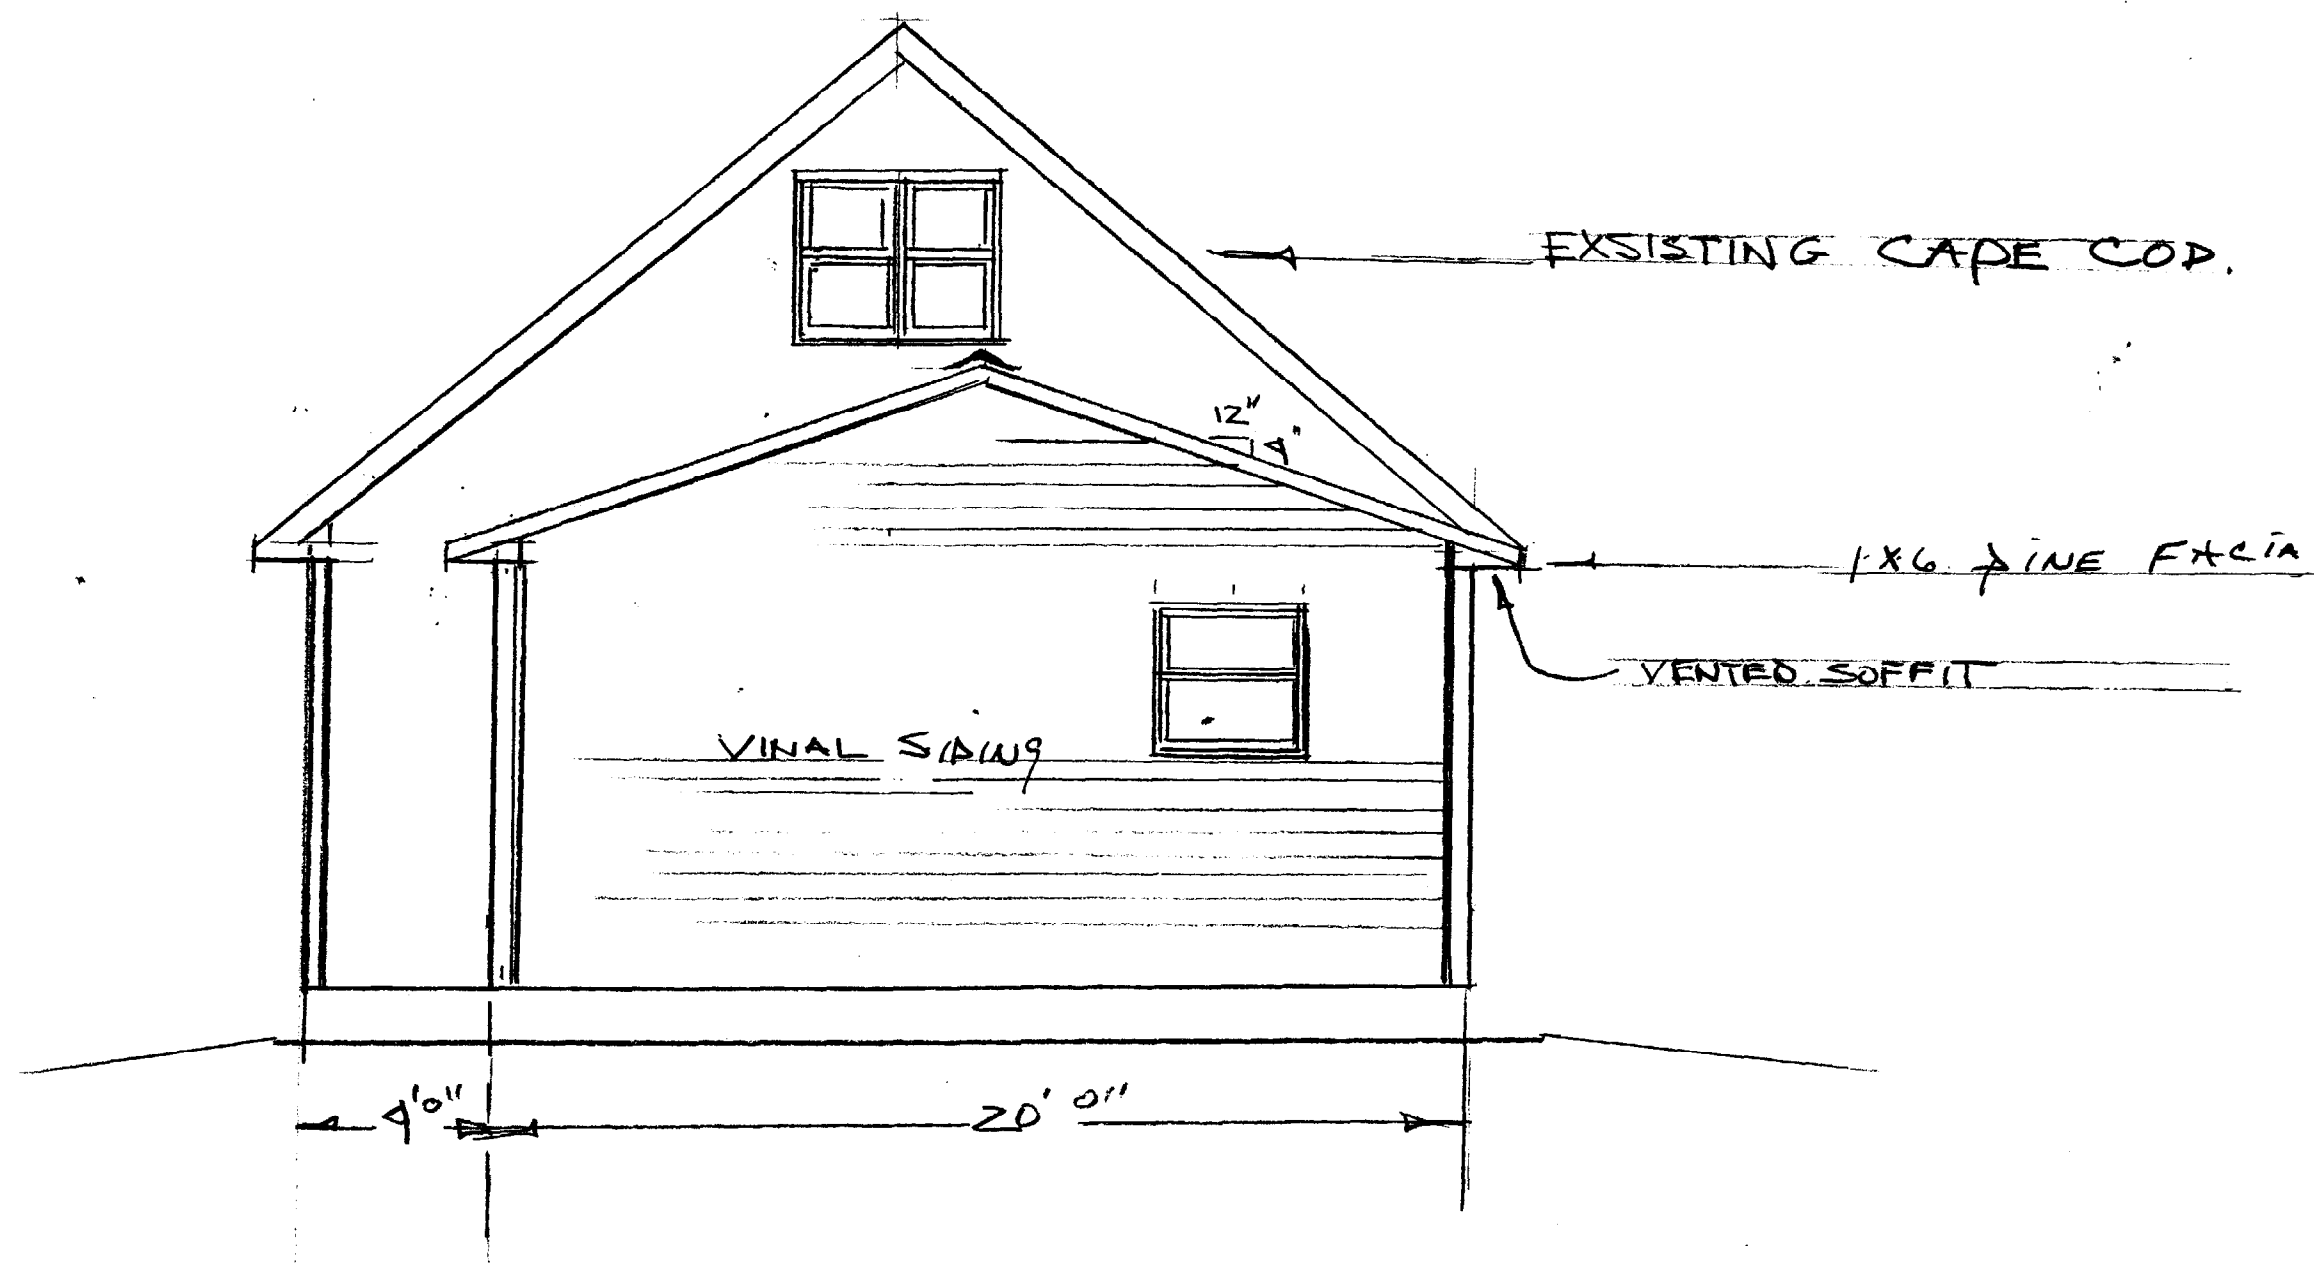 EXSISTING CAPE COD.
12"
4"
1x6 PINE FACIA
VENTED SOFFIT
VINAL SIDING
4'0"
20' 0"